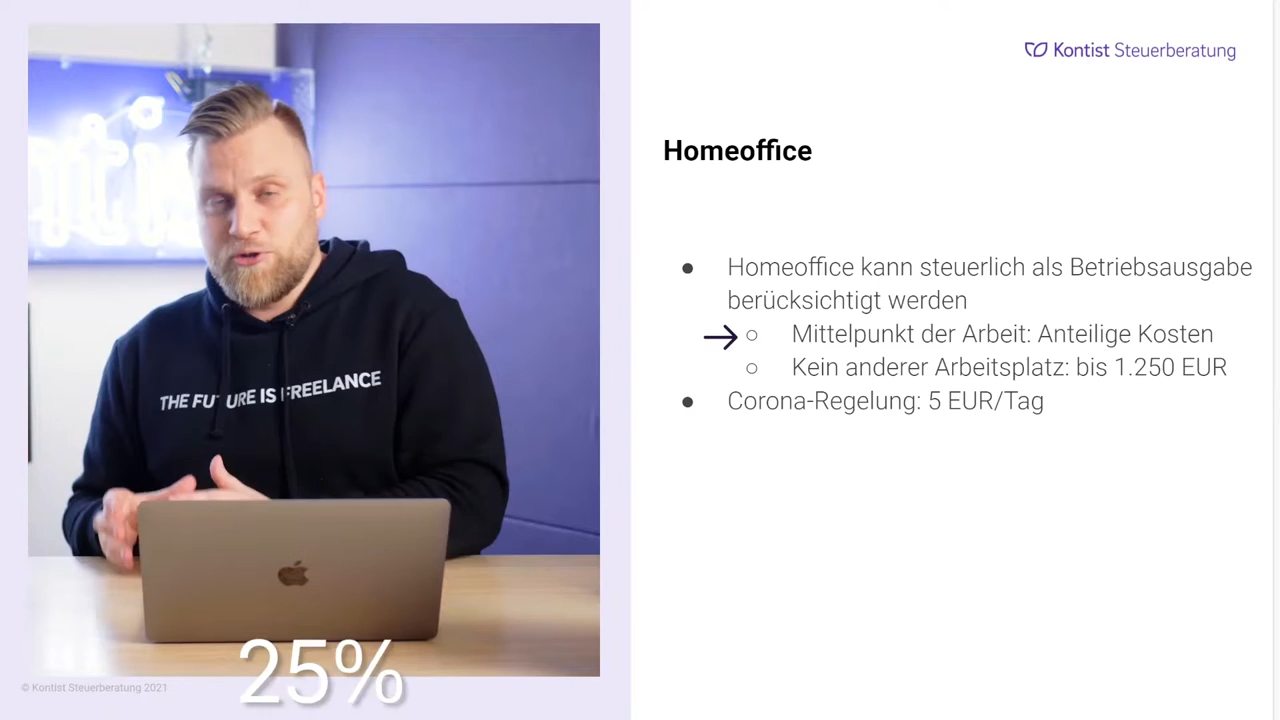 Kontist Steuerberatung
Homeoffice
● Homeoffice kann steuerlich als Betriebsausgabe
berücksichtigt werden
○ Mittelpunkt der Arbeit: Anteilige Kosten
○ Kein anderer Arbeitsplatz: bis 1.250 EUR
● Corona-Regelung: 5 EUR/Tag
THE FUTURE IS FREELANCE
25%
© Kontist Steuerberatung 2021